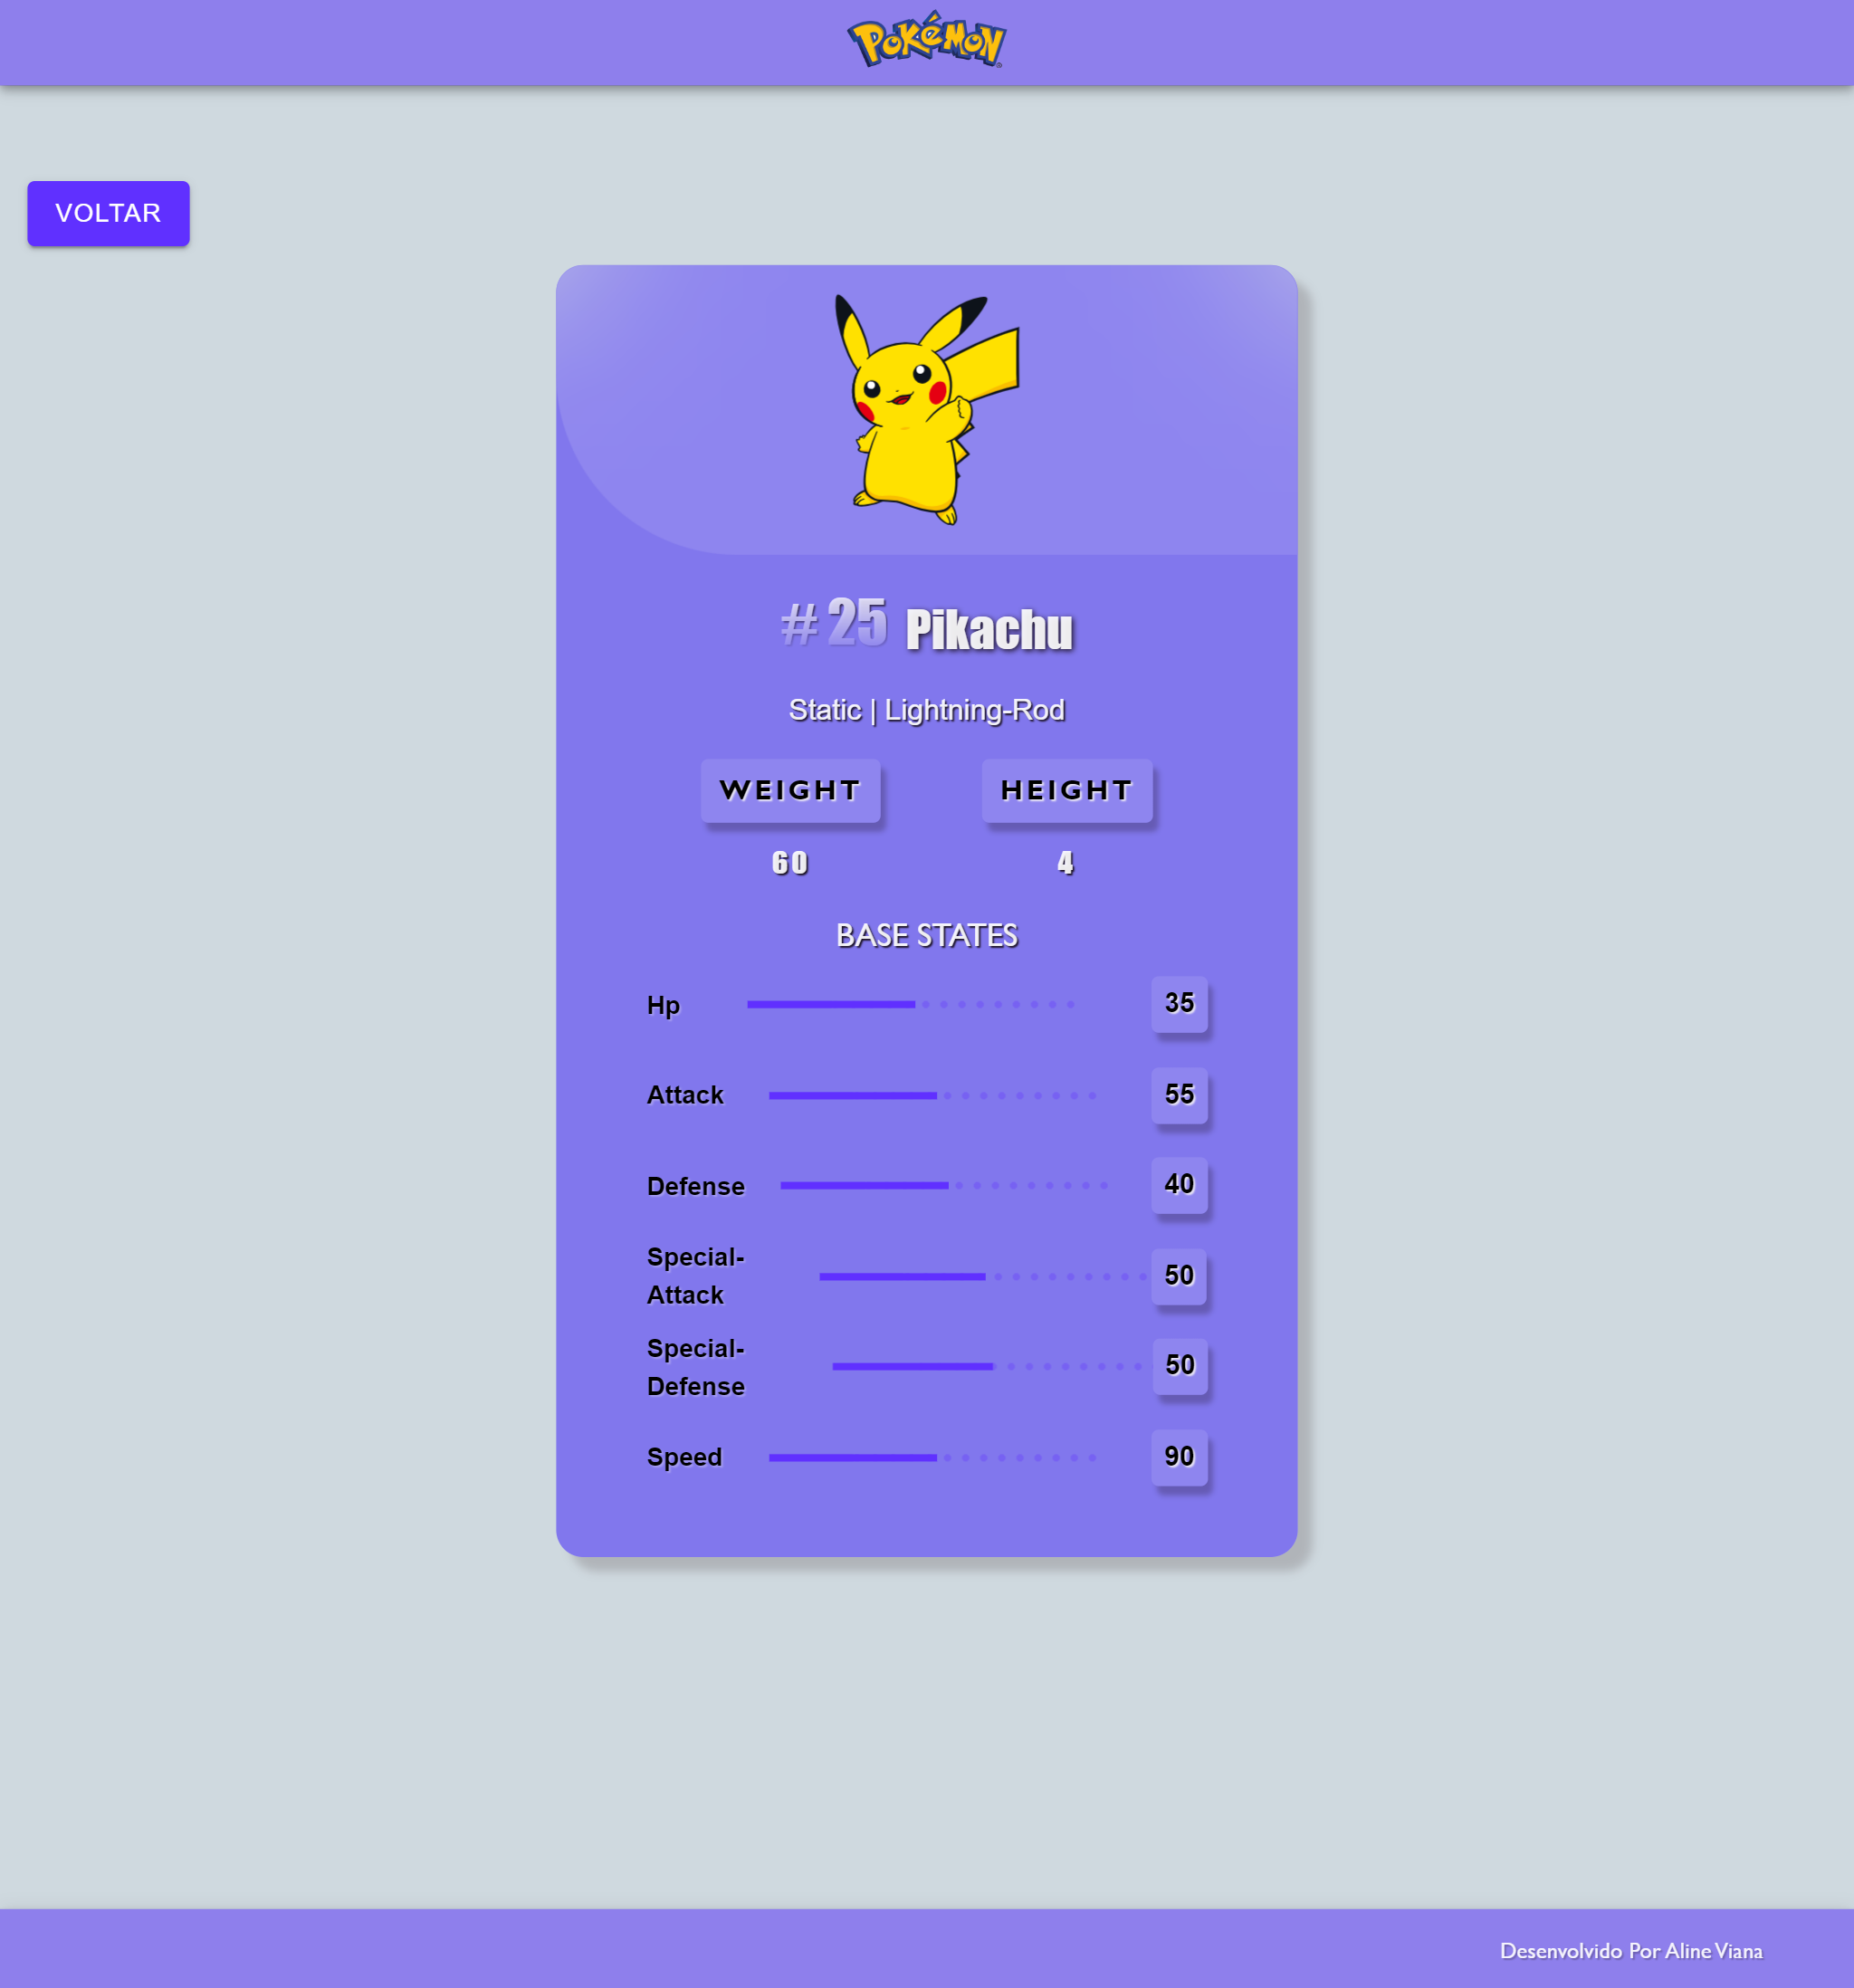 POKéMON
VOLTAR
# 25 Pikachu
Static | Lightning-Rod
WEIGHT HEIGHT
60 4
BASE STATES
Hp 35
Attack 55
Defense 40
Special-
Attack 50
Special-
Defense 50
Speed 90
Desenvolvido Por Aline Viana